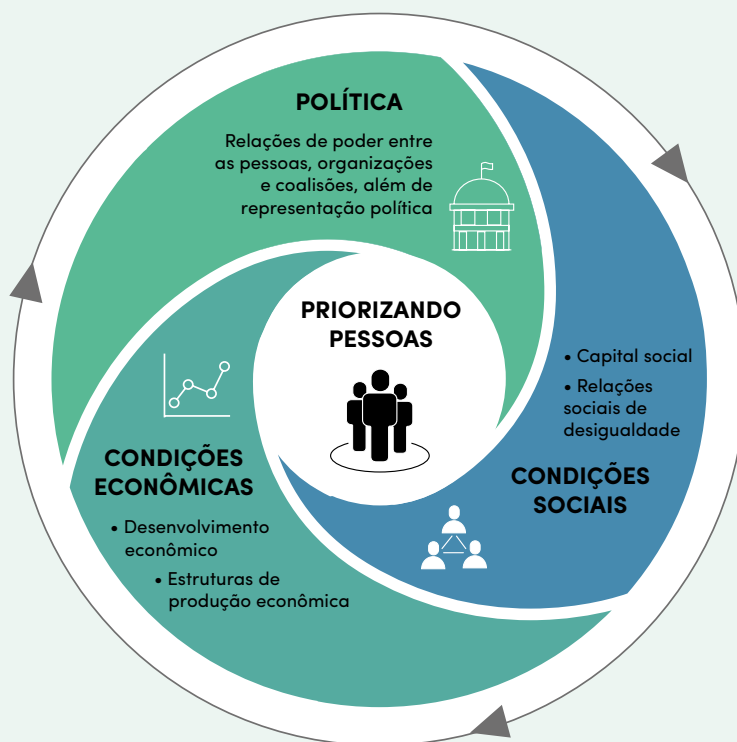 POLÍTICA
Relações de poder entre
as pessoas, organizações
e coalisões, além de
representação política
PRIORIZANDO
PESSOAS
• Capital social
• Relações
sociais de
desigualdade
CONDIÇÕES
SOCIAIS
CONDIÇÕES
ECONÔMICAS
• Desenvolvimento
econômico
• Estruturas de
produção econômica